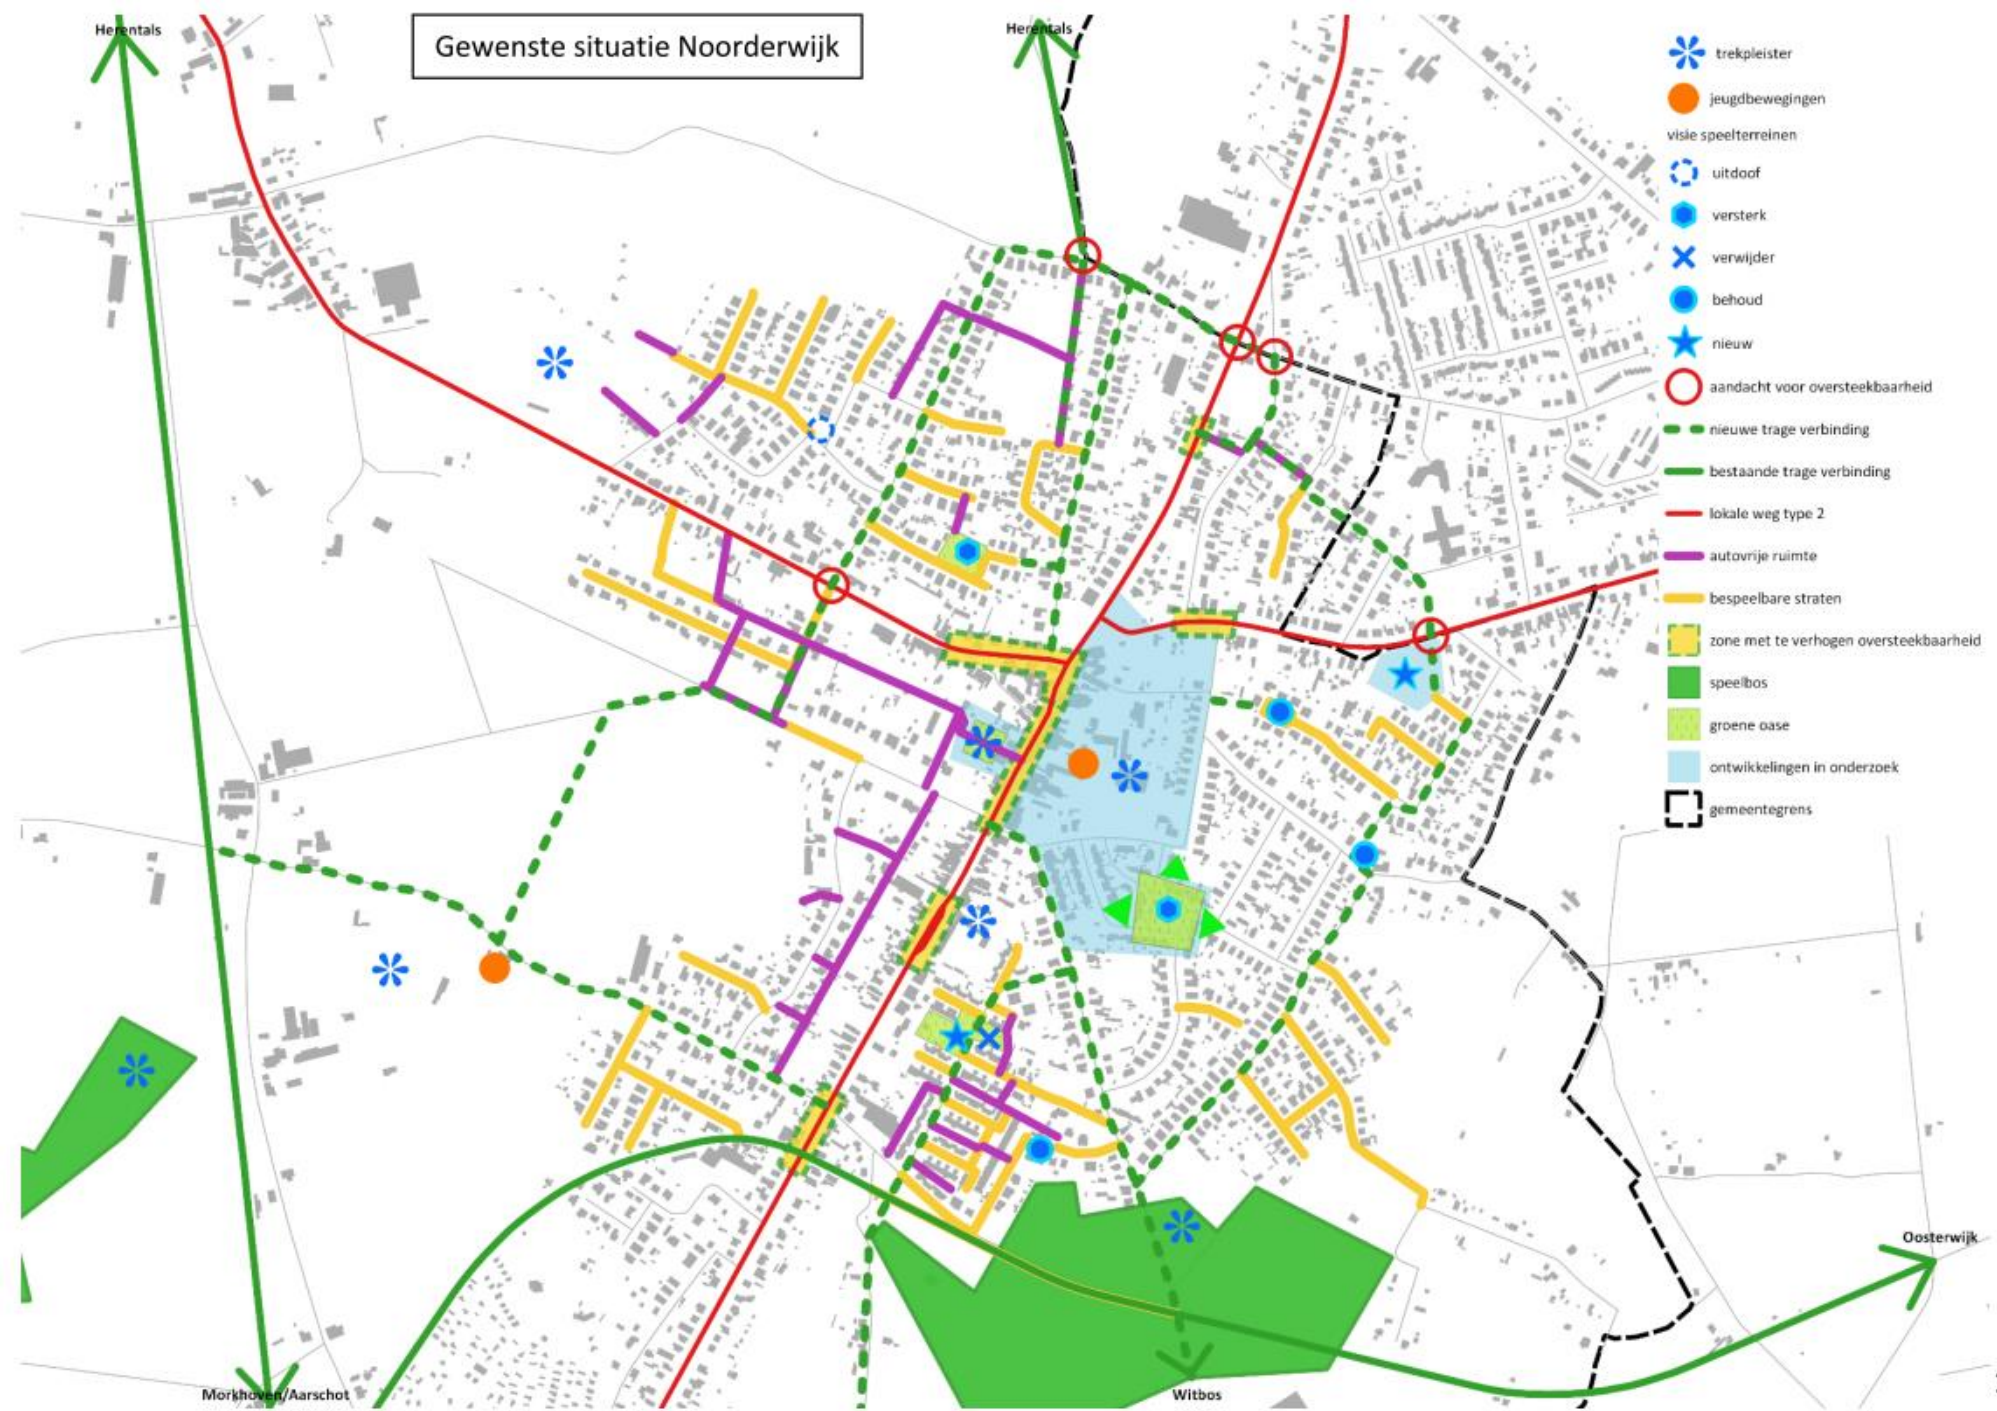 Herentals
Gewenste situatie Noorderwijk
Herentals
trekpleister
jeugdbewegingen
visie speelterreinen
uitdoof
versterk
verwijder
behoud
nieuw
aandacht voor oversteekbaarheid
nieuwe trage verbinding
bestaande trage verbinding
lokale weg type 2
autovrije ruimte
bespeelbare straten
zone met te verhogen oversteekbaarheid
speelbos
groene oase
ontwikkelingen in onderzoek
gemeentegrens
Oosterwijk
Morkhoven/Aarschot
Witbos